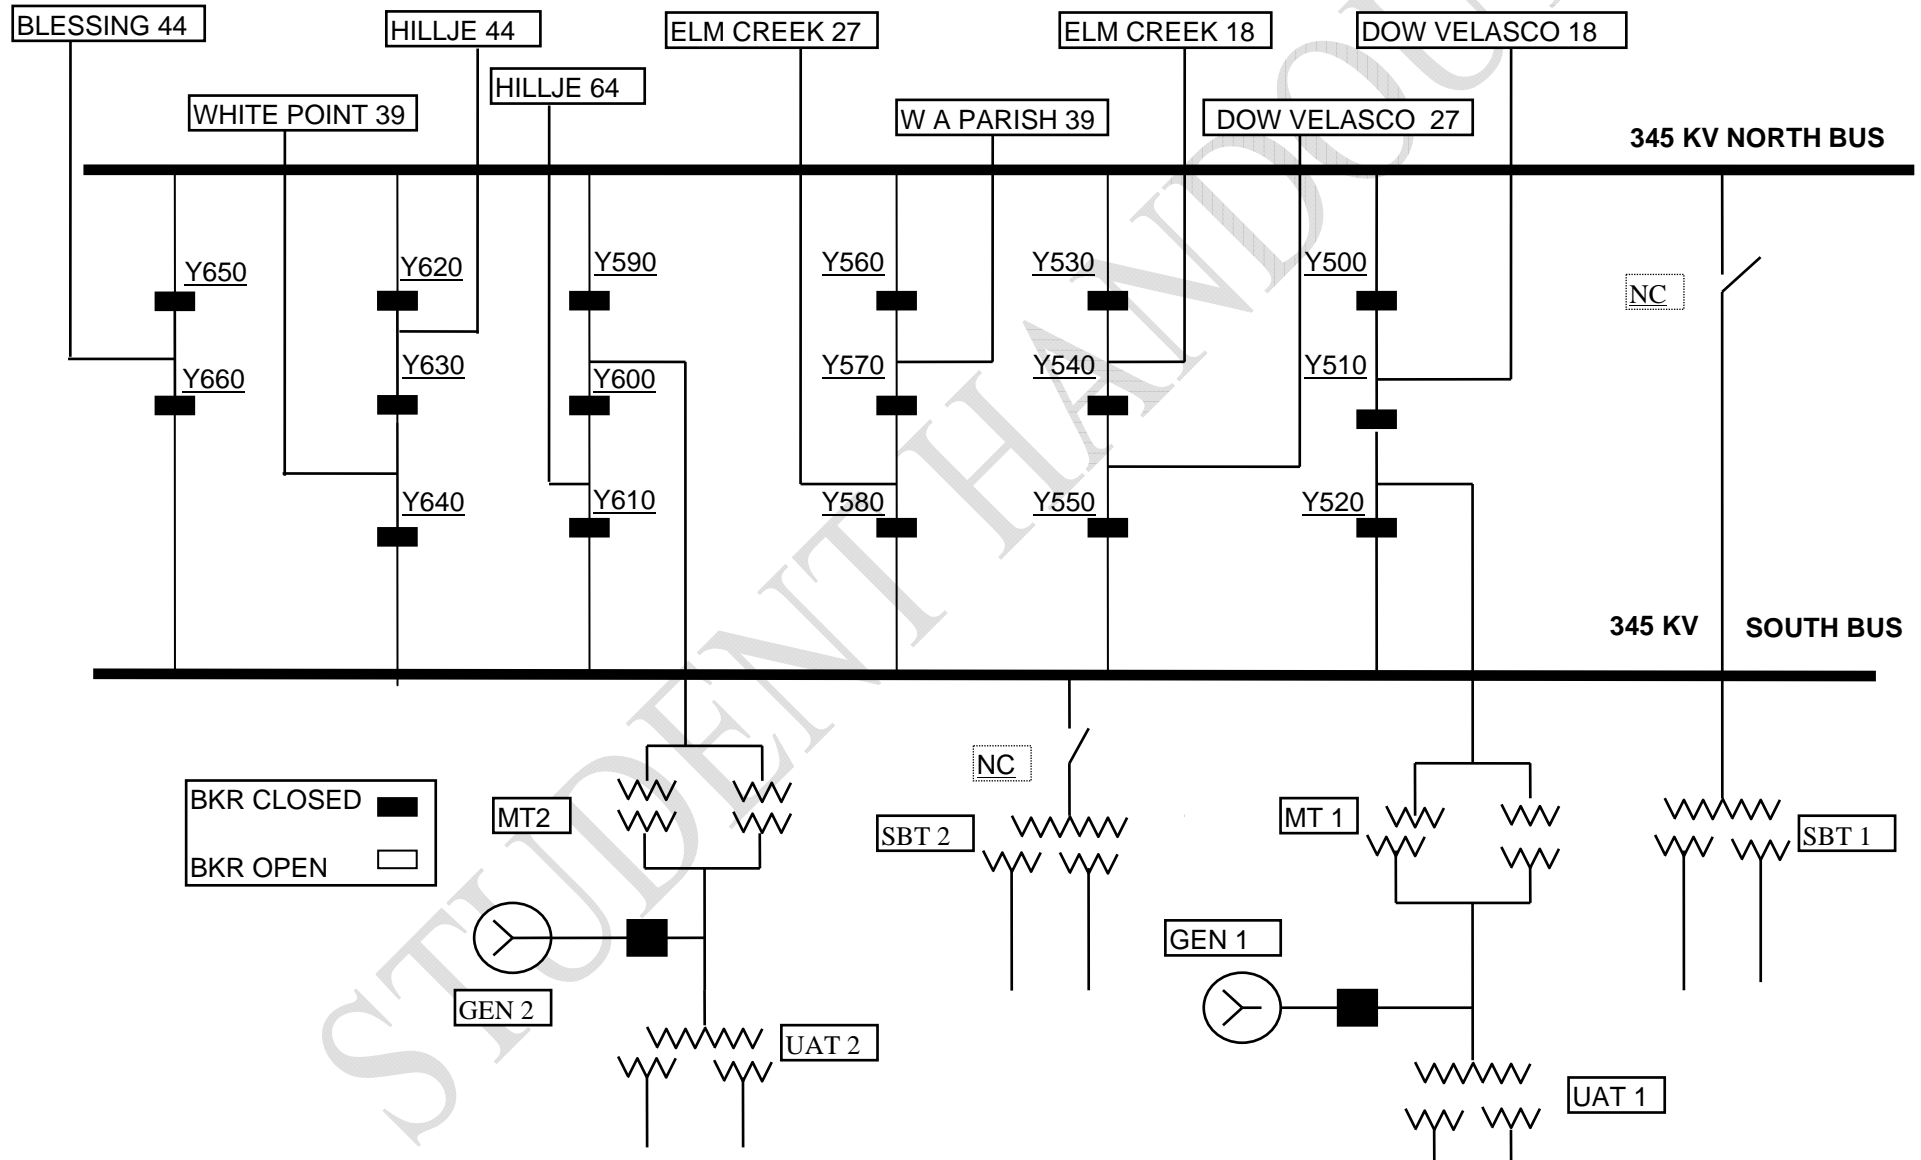 BLESSING 44
HILLJE 44
ELM CREEK 27
ELM CREEK 18
DOW VELASCO 18
HILLJE 64
WHITE POINT 39
W A PARISH 39
DOW VELASCO 27
345 KV NORTH BUS
Y650
Y620
Y590
Y560
Y530
Y500
NC
Y660
Y630
Y600
Y570
Y540
Y510
Y640
Y610
Y580
Y550
Y520
345 KV SOUTH BUS
BKR CLOSED
BKR OPEN
MT2
NC
SBT 2
MT 1
SBT 1
GEN 2
GEN 1
UAT 2
UAT 1
STUDENT HANDOUT